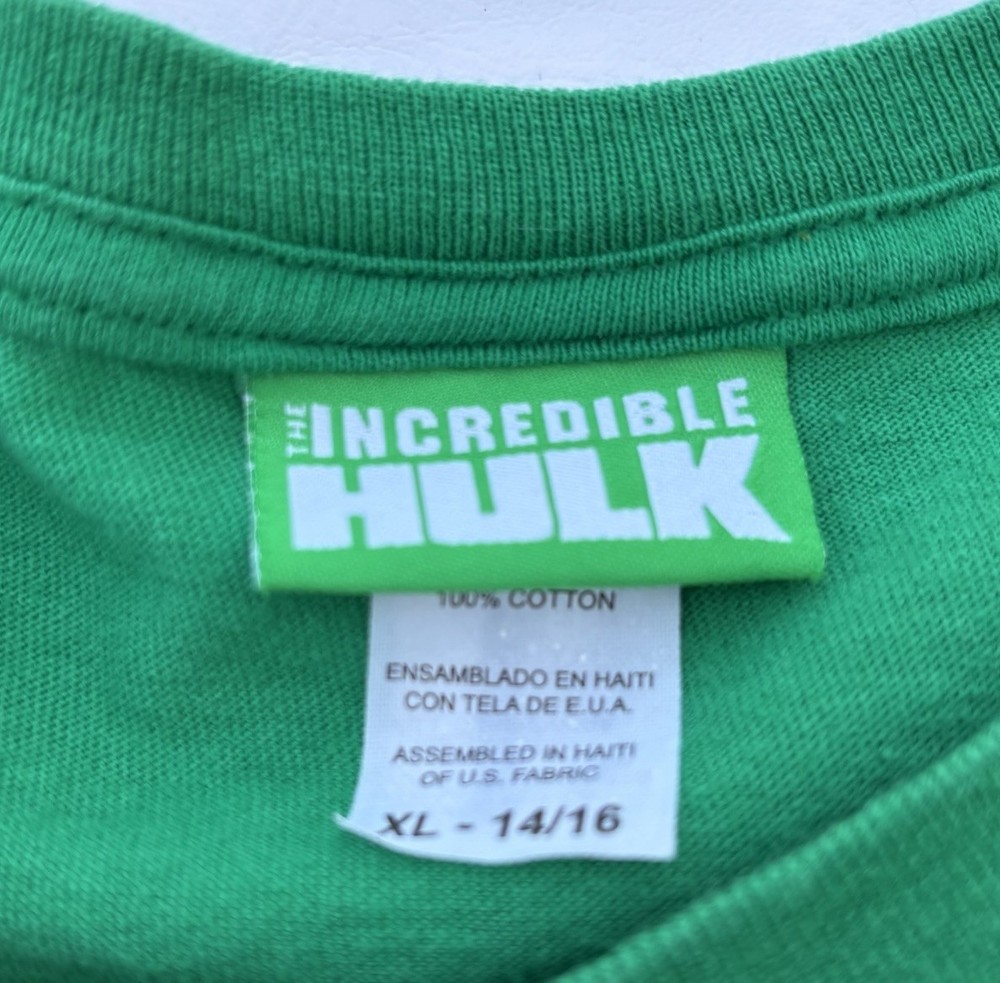 THE INCREDIBLE
HULK
100% COTTON
ENSAMBLADO EN HAITI
CON TELA DE E.U.A.
ASSEMBLED IN HAITI
OF U.S. FABRIC
XL - 14/16